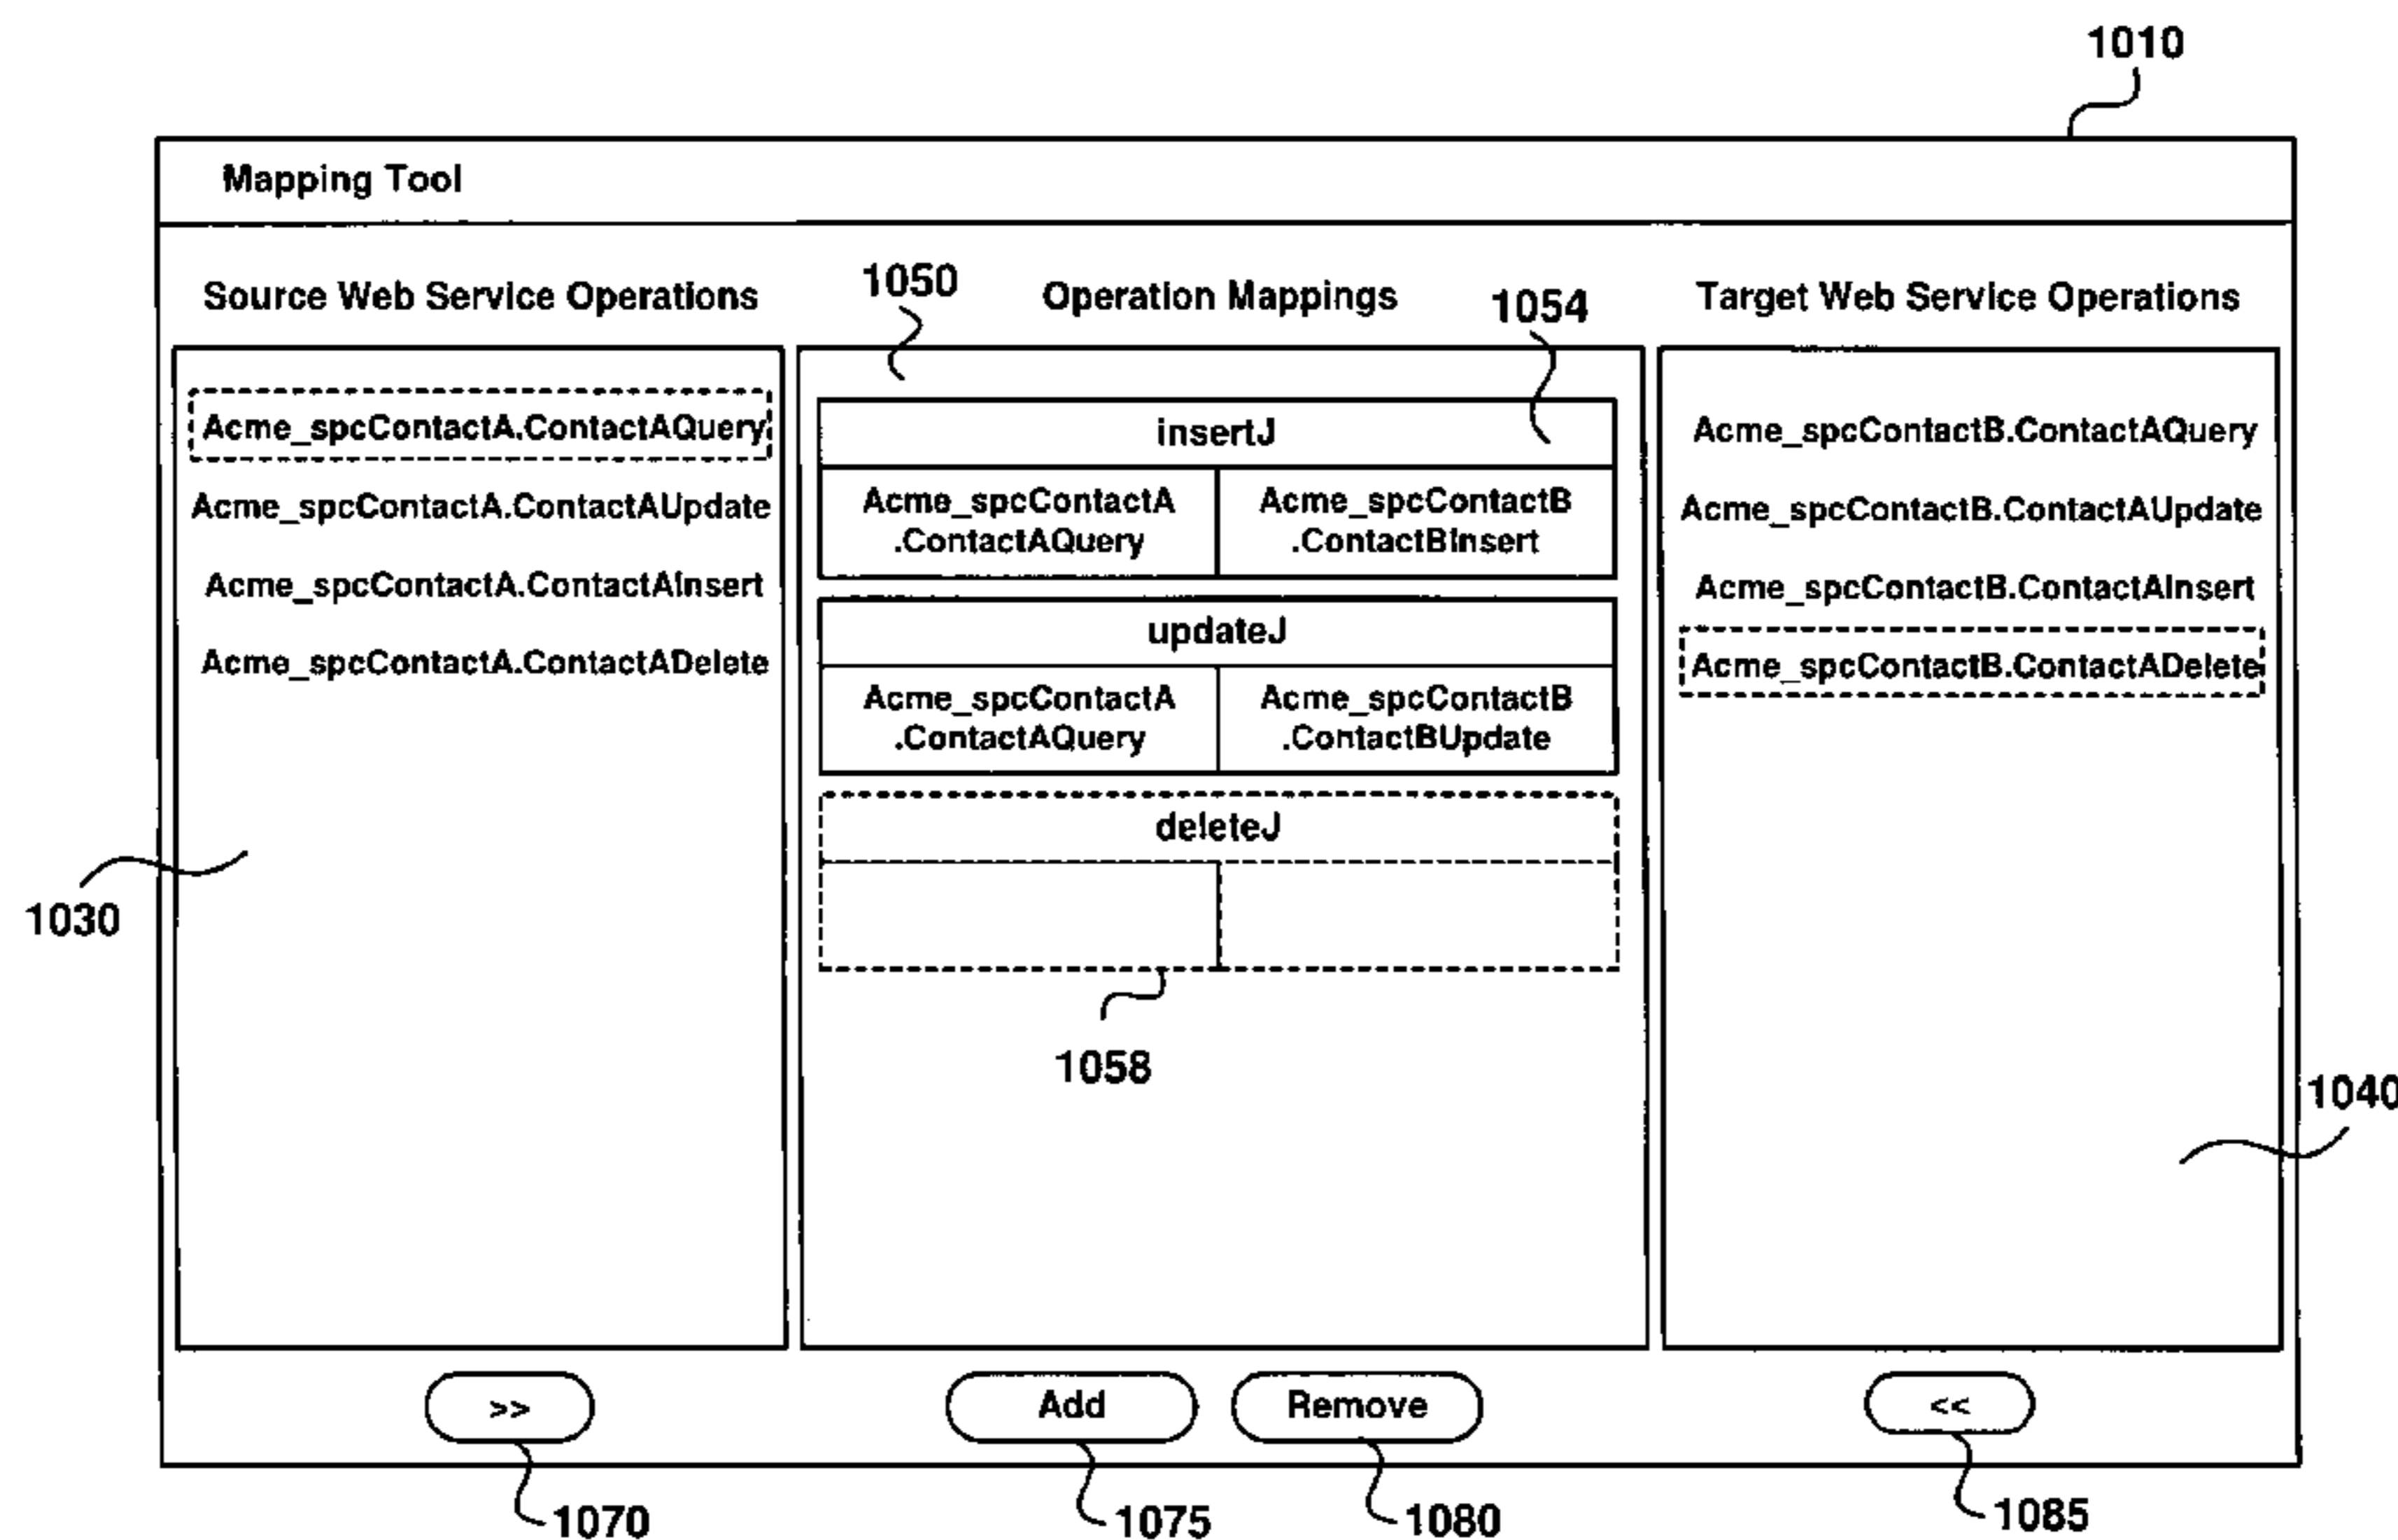 1010
Mapping Tool
Source Web Service Operations
1050
Operation Mappings
1054
Target Web Service Operations
Acme_spcContactA.ContactAQuery
Acme_spcContactA.ContactAUpdate
Acme_spcContactA.ContactAInsert
Acme_spcContactA.ContactADelete
insertJ
Acme_spcContactA
.ContactAQuery
Acme_spcContactB
.ContactBInsert
updateJ
Acme_spcContactA
.ContactAQuery
Acme_spcContactB
.ContactBUpdate
deleteJ
1058
Acme_spcContactB.ContactAQuery
Acme_spcContactB.ContactAUpdate
Acme_spcContactB.ContactAInsert
Acme_spcContactB.ContactADelete
1030
1040
>>
Add
Remove
<<
1070
1075
1080
1085